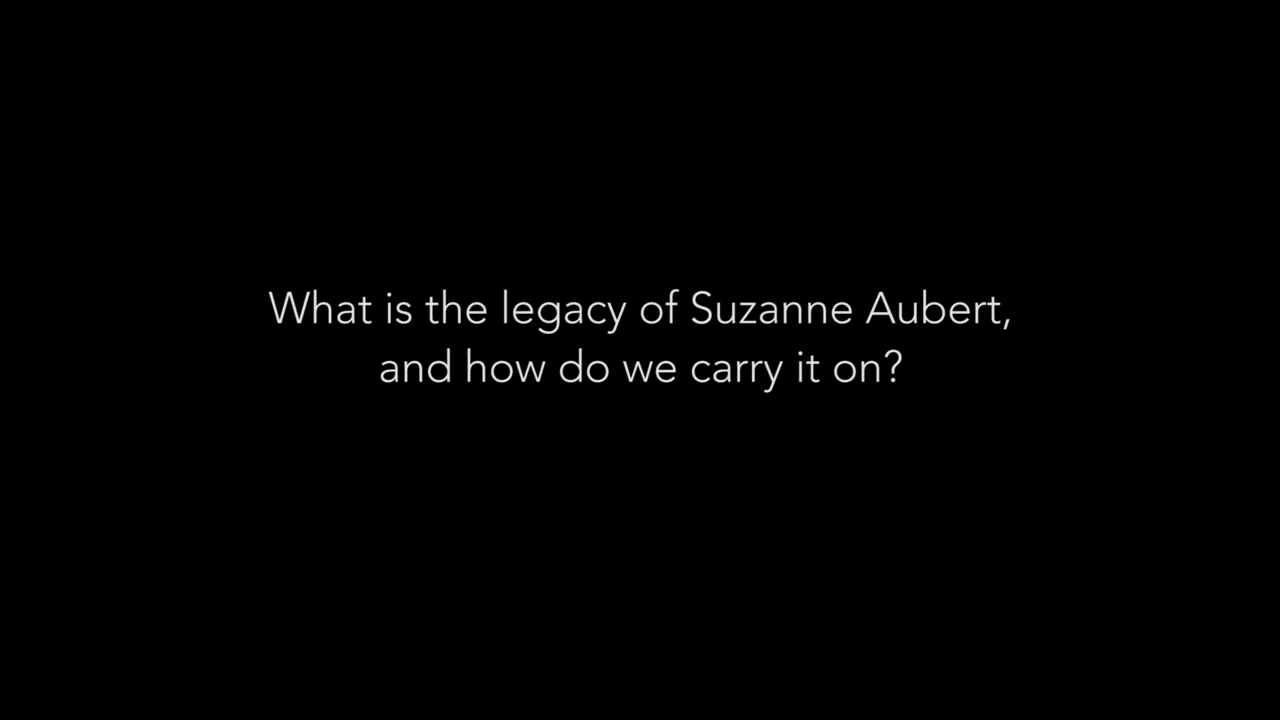 What is the legacy of Suzanne Aubert,
and how do we carry it on?